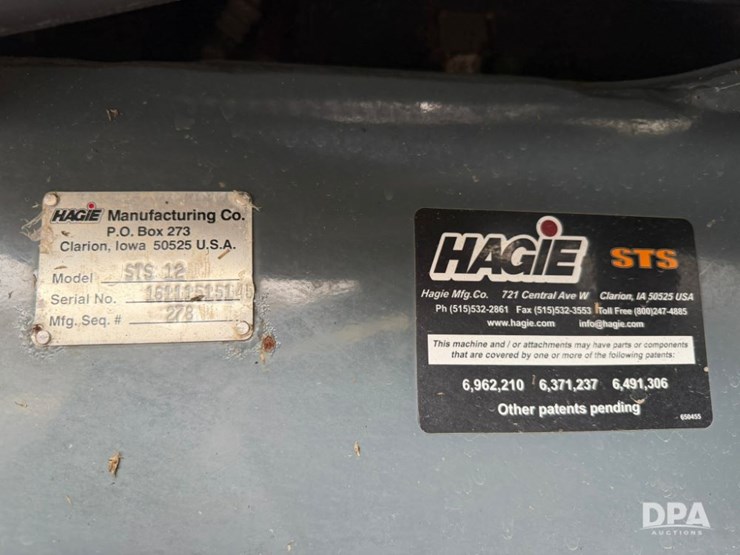 HAGIE Manufacturing Co.
P.O. Box 273
Clarion, Iowa 50525 U.S.A.
Model STS 12
Serial No.
Mfg. Seq. # 278
HAGIE STS
Hagie Mfg.Co. 721 Central Ave W Clarion, IA 50525 USA
Ph (515)532-2861 Fax (515)532-3553 Toll Free (800)247-4885
www.hagie.com info@hagie.com
This machine and / or attachments may have parts or components
that are covered by one or more of the following patents:
6,962,210 6,371,237 6,491,306
Other patents pending
650455
DPA
AUCTIONS